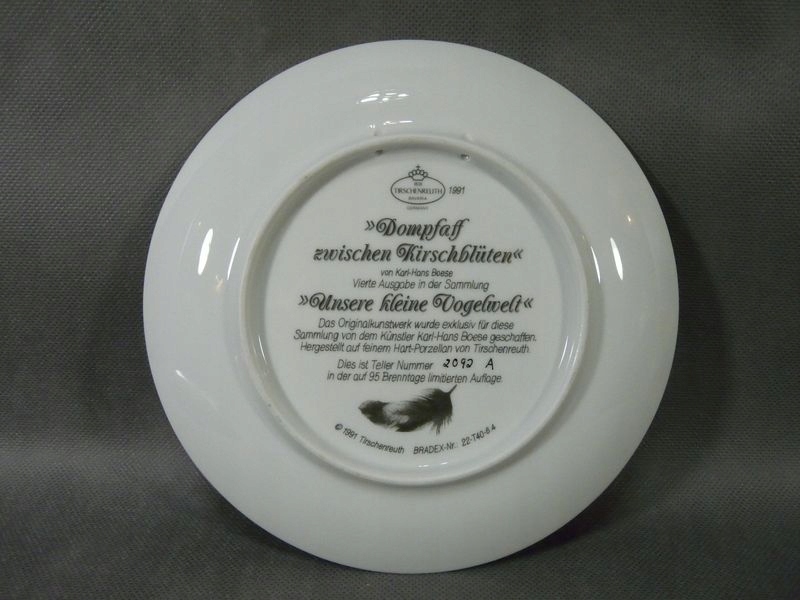 1838
TIRSCHENREUTH
BAVARIA
GERMANY
1991
»Dompfaff
zwischen Kirschblüten«
von Karl-Hans Boese
Vierte Ausgabe in der Sammlung
»Unsere kleine Vogelwelt«
Das Originalkunstwerk wurde exklusiv für diese
Sammlung von dem Künstler Karl-Hans Boese geschaffen.
Hergestellt auf feinem Hart-Porzellan von Tirschenreuth.
Dies ist Teller Nummer 2092 A
in der auf 95 Brenntage limitierten Auflage.
© 1991 Tirschenreuth BRADEX-Nr.: 22-T40-6.4